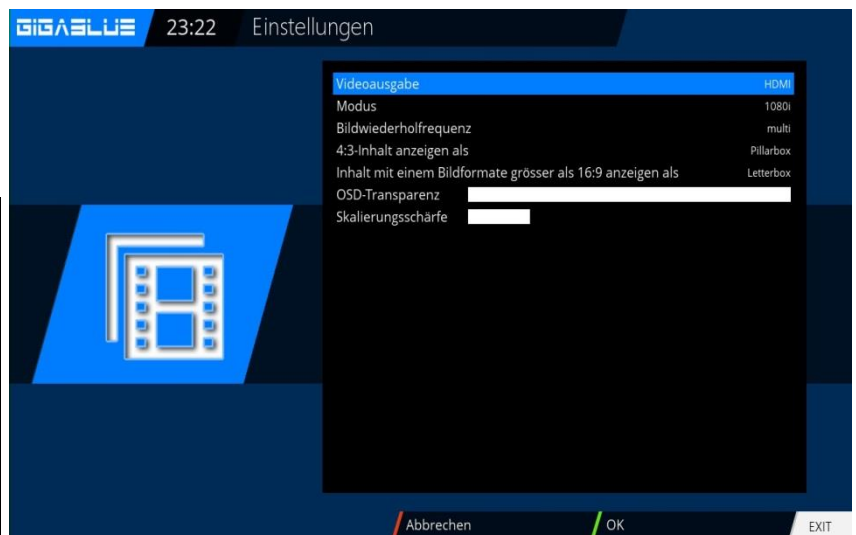 GIGABLUE 23:22 Einstellungen
Videoausgabe HDMI
Modus 1080i
Bildwiederholfrequenz multi
4:3-Inhalt anzeigen als Pillarbox
Inhalt mit einem Bildformate grösser als 16:9 anzeigen als Letterbox
OSD-Transparenz
Skalierungsschärfe
Abbrechen OK EXIT